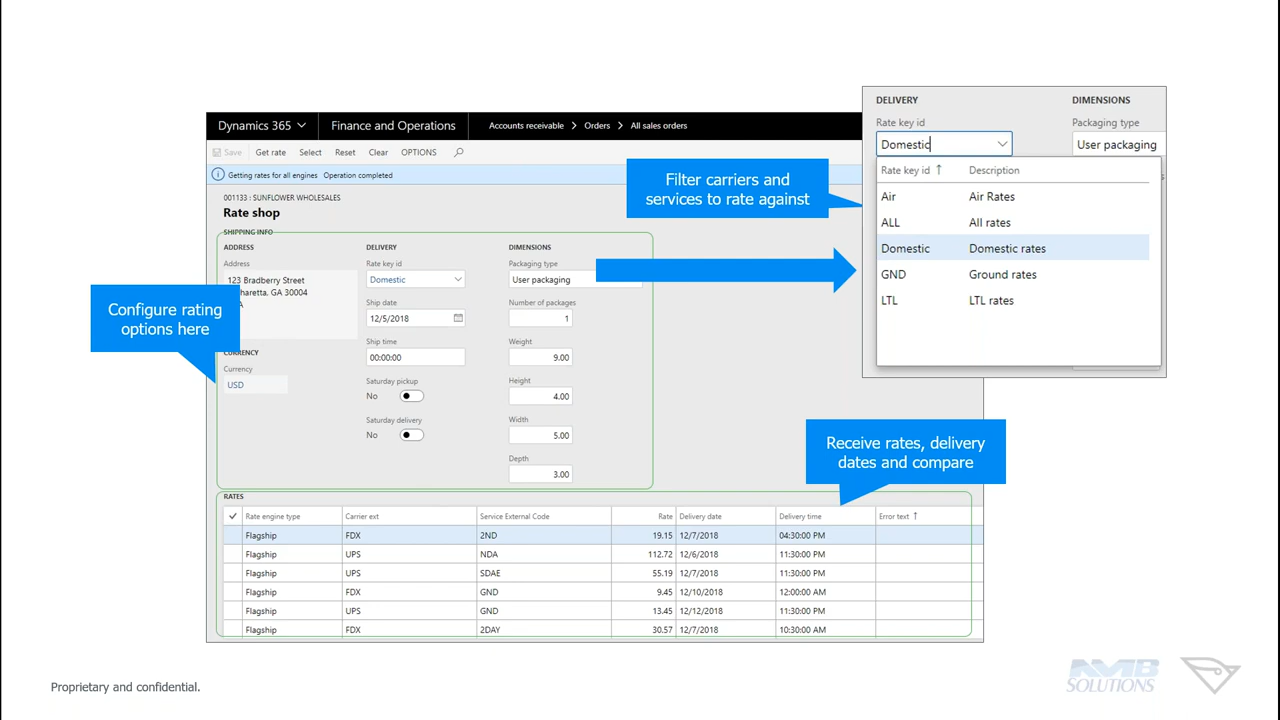 Dynamics 365
Finance and Operations
Accounts receivable > Orders > All sales orders
Save Get rate Select Reset Clear OPTIONS
Getting rates for all engines Operation completed
001133 : SUNFLOWER WHOLESALES
Rate shop
SHIPPING INFO
ADDRESS
Address
123 Bradberry Street
haretta, GA 30004
A
CURRENCY
Currency
USD
DELIVERY
Rate key id
Domestic
Ship date
12/5/2018
Ship time
00:00:00
Saturday pickup
No
Saturday delivery
No
DIMENSIONS
Packaging type
User packaging
Number of packages
1
Weight
9.00
Height
4.00
Width
5.00
Depth
3.00
Configure rating
options here
Filter carriers and
services to rate against
DELIVERY
Rate key id
Domestic
DIMENSIONS
Packaging type
User packaging
Rate key id ↑ Description
Air Air Rates
ALL All rates
Domestic Domestic rates
GND Ground rates
LTL LTL rates
Receive rates, delivery
dates and compare
RATES
Rate engine type Carrier ext Service External Code Rate Delivery date Delivery time Error text ↑
Flagship FDX 2ND 19.15 12/7/2018 04:30:00 PM
Flagship UPS NDA 112.72 12/6/2018 11:30:00 PM
Flagship UPS SDAE 55.19 12/7/2018 11:30:00 PM
Flagship FDX GND 9.45 12/10/2018 12:00:00 AM
Flagship UPS GND 13.45 12/12/2018 11:30:00 PM
Flagship FDX 2DAY 30.57 12/7/2018 10:30:00 AM
Proprietary and confidential.
NMB
SOLUTIONS